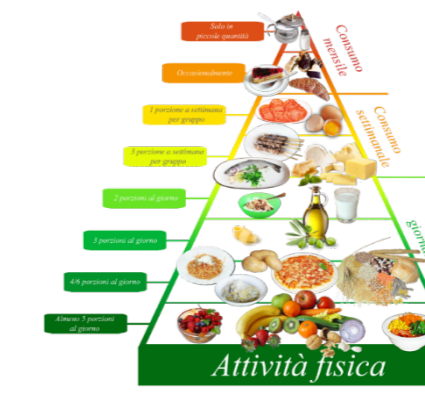 Solo in
piccole quantità
Consumo
mensile
Occasionalmente
1 porzione a settimana
per gruppo
Consumo
settimanale
3 porzione a settimana
per gruppo
2 porzioni al giorno
giorn
3 porzioni al giorno
4/6 porzioni al giorno
Almeno 5 porzioni
al giorno
Attività fisica